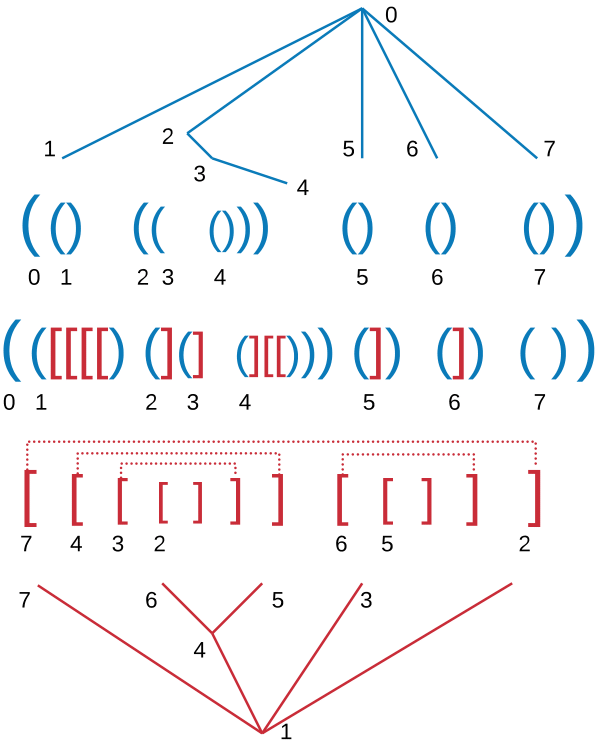 0
2
1 5 6 7
3
4
( () (( ())) () () () )
0 1 2 3 4 5 6 7
( ([[[[) (](] (][[))) (]) (]) ( ) )
0 1 2 3 4 5 6 7
[ [ [ [ ] ] ] [ [ ] ] ]
7 4 3 2 6 5 2
7 6 5 3
4
1